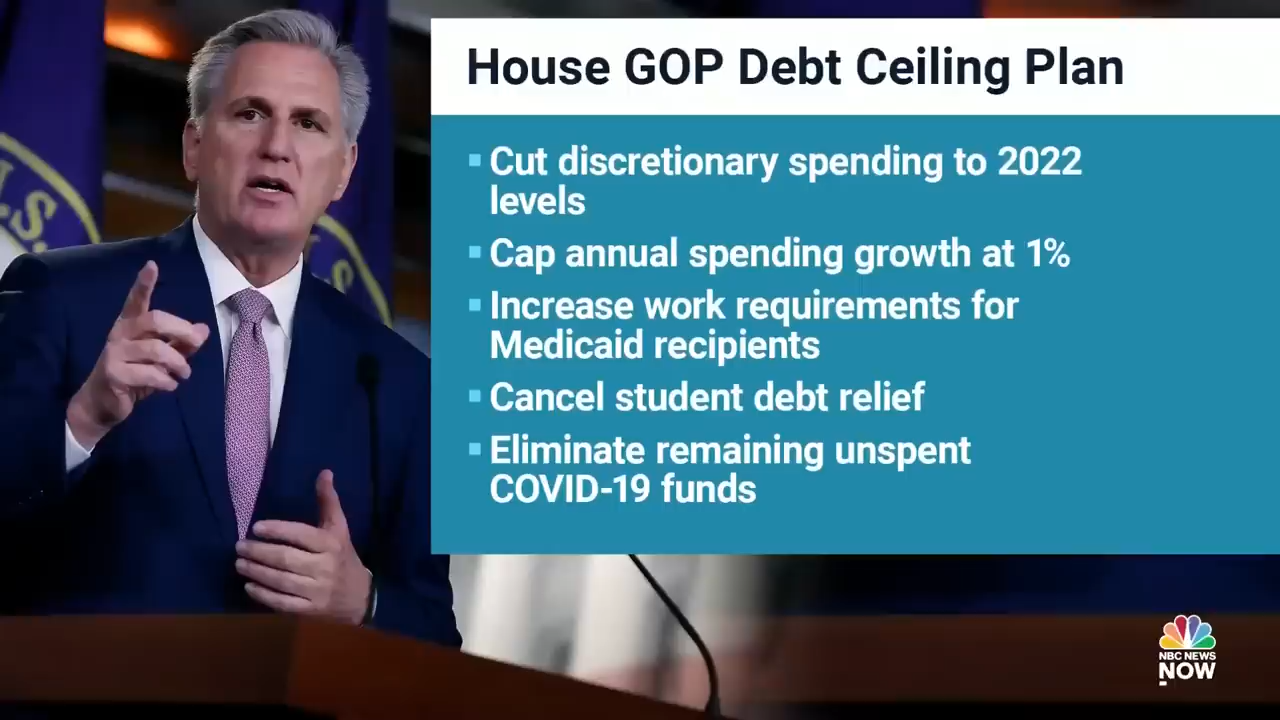 House GOP Debt Ceiling Plan
Cut discretionary spending to 2022
levels
Cap annual spending growth at 1%
Increase work requirements for
Medicaid recipients
Cancel student debt relief
Eliminate remaining unspent
COVID-19 funds
U.S.
S.
NBC NEWS
NOW